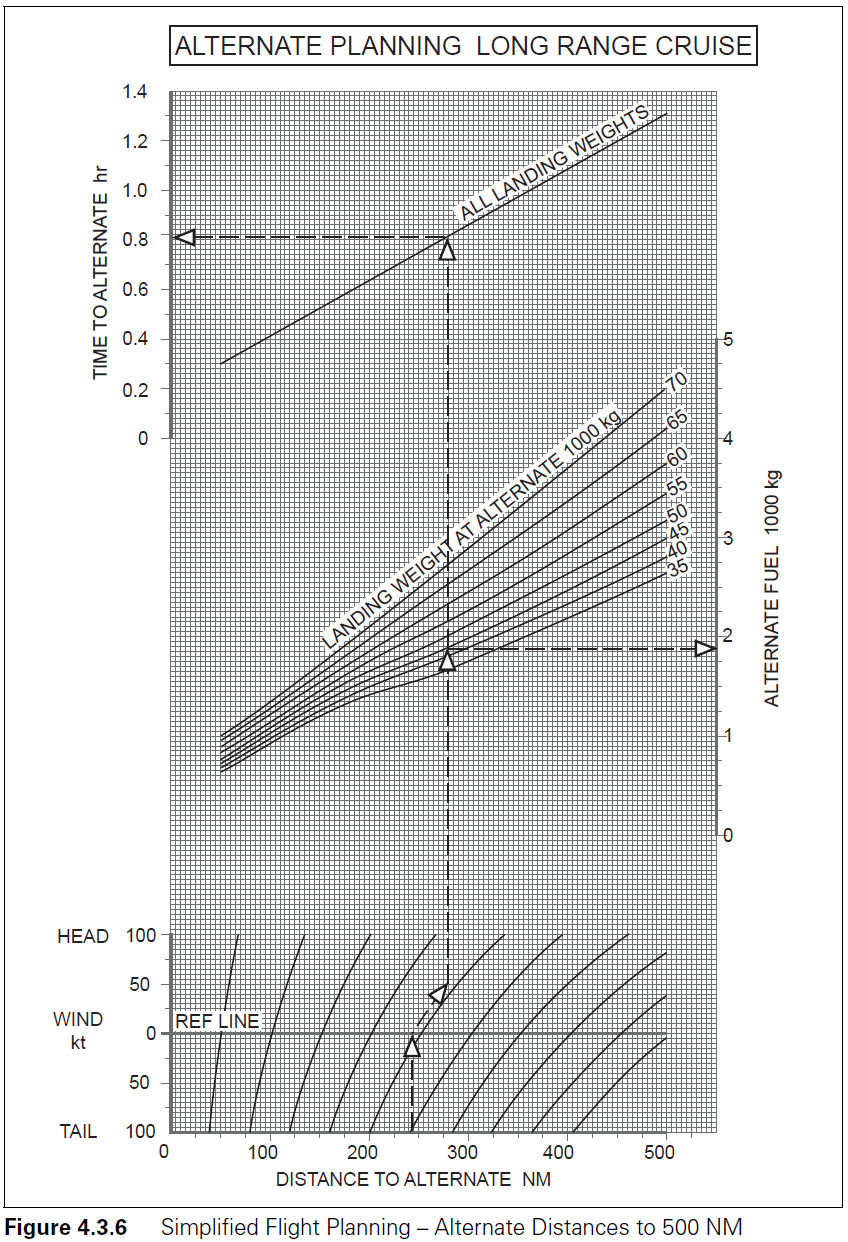 ALTERNATE PLANNING LONG RANGE CRUISE
1.4
1.2
1.0
0.8
0.6
0.4
0.2
0
TIME TO ALTERNATE hr
ALL LANDING WEIGHTS
5
4
3
2
1
0
ALTERNATE FUEL 1000 kg
LANDING WEIGHT AT ALTERNATE 1000 kg
70
65
60
55
50
45
40
35
HEAD 100
50
WIND 0 REF LINE
kt
50
TAIL 100
0 100 200 300 400 500
DISTANCE TO ALTERNATE NM
Figure 4.3.6 Simplified Flight Planning – Alternate Distances to 500 NM